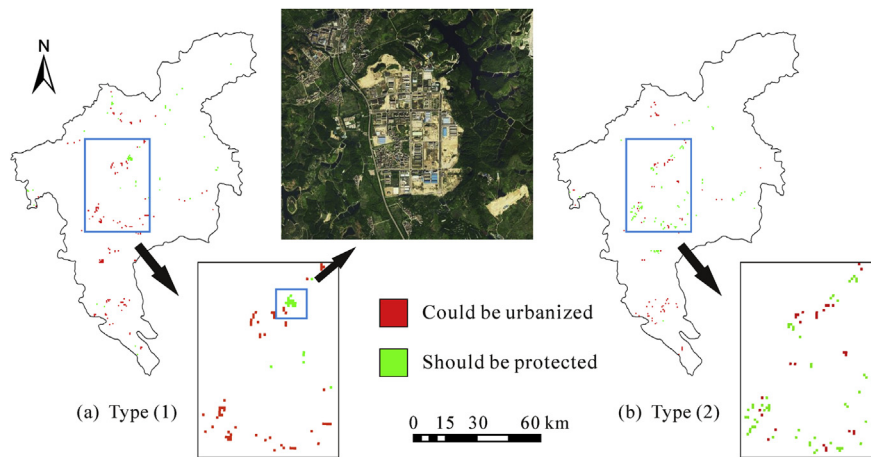 N
Could be urbanized
Should be protected
(a) Type (1)
0 15 30 60 km
(b) Type (2)